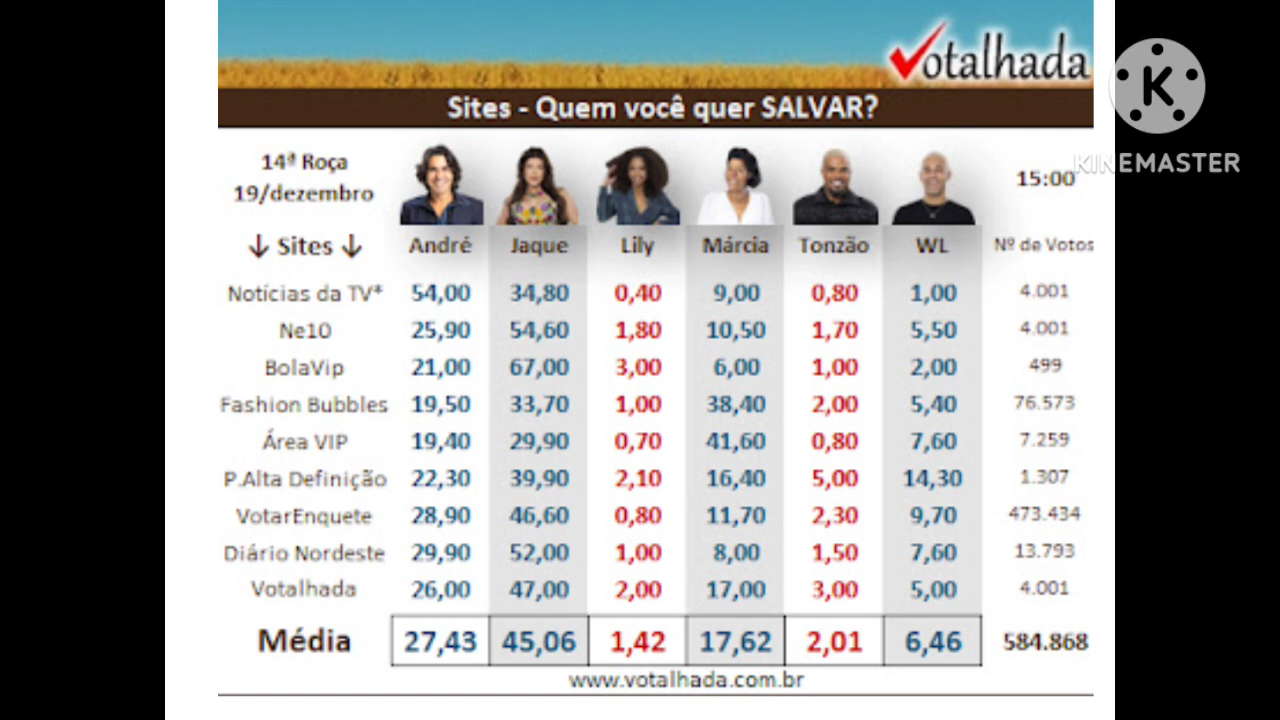 Votalhada
Sites - Quem você quer SALVAR?
KINEMASTER
14ª Roça
19/dezembro
15:00
↓ Sites ↓ André Jaque Lily Márcia Tonzão WL Nº de Votos
Notícias da TV* 54,00 34,80 0,40 9,00 0,80 1,00 4.001
Ne10 25,90 54,60 1,80 10,50 1,70 5,50 4.001
BolaVip 21,00 67,00 3,00 6,00 1,00 2,00 499
Fashion Bubbles 19,50 33,70 1,00 38,40 2,00 5,40 76.573
Área VIP 19,40 29,90 0,70 41,60 0,80 7,60 7.259
P.Alta Definição 22,30 39,90 2,10 16,40 5,00 14,30 1.307
VotarEnquete 28,90 46,60 0,80 11,70 2,30 9,70 473.434
Diário Nordeste 29,90 52,00 1,00 8,00 1,50 7,60 13.793
Votalhada 26,00 47,00 2,00 17,00 3,00 5,00 4.001
Média 27,43 45,06 1,42 17,62 2,01 6,46 584.868
www.votalhada.com.br